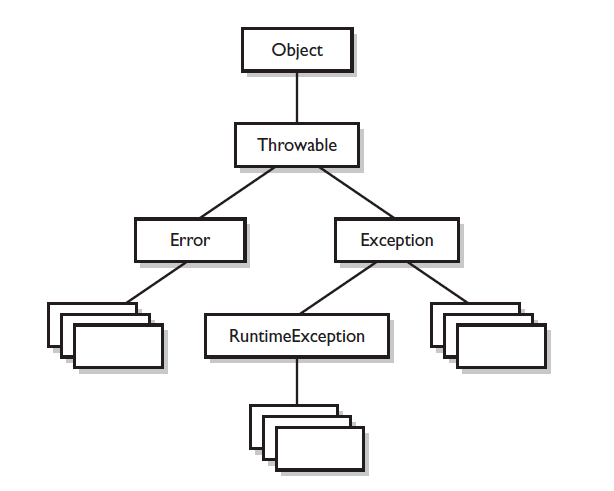 Object
Throwable
Error
Exception
RuntimeException